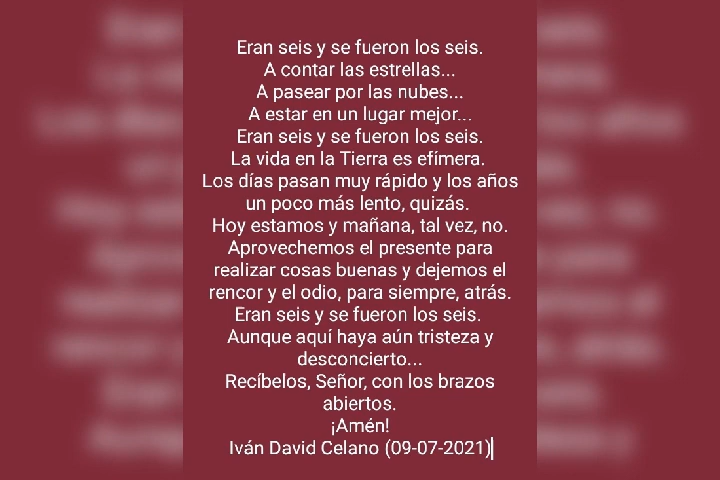 Eran seis y se fueron los seis.
A contar las estrellas...
A pasear por las nubes...
A estar en un lugar mejor...
Eran seis y se fueron los seis.
La vida en la Tierra es efímera.
Los días pasan muy rápido y los años
un poco más lento, quizás.
Hoy estamos y mañana, tal vez, no.
Aprovechemos el presente para
realizar cosas buenas y dejemos el
rencor y el odio, para siempre, atrás.
Eran seis y se fueron los seis.
Aunque aquí haya aún tristeza y
desconcierto...
Recíbelos, Señor, con los brazos
abiertos.
¡Amén!
Iván David Celano (09-07-2021)